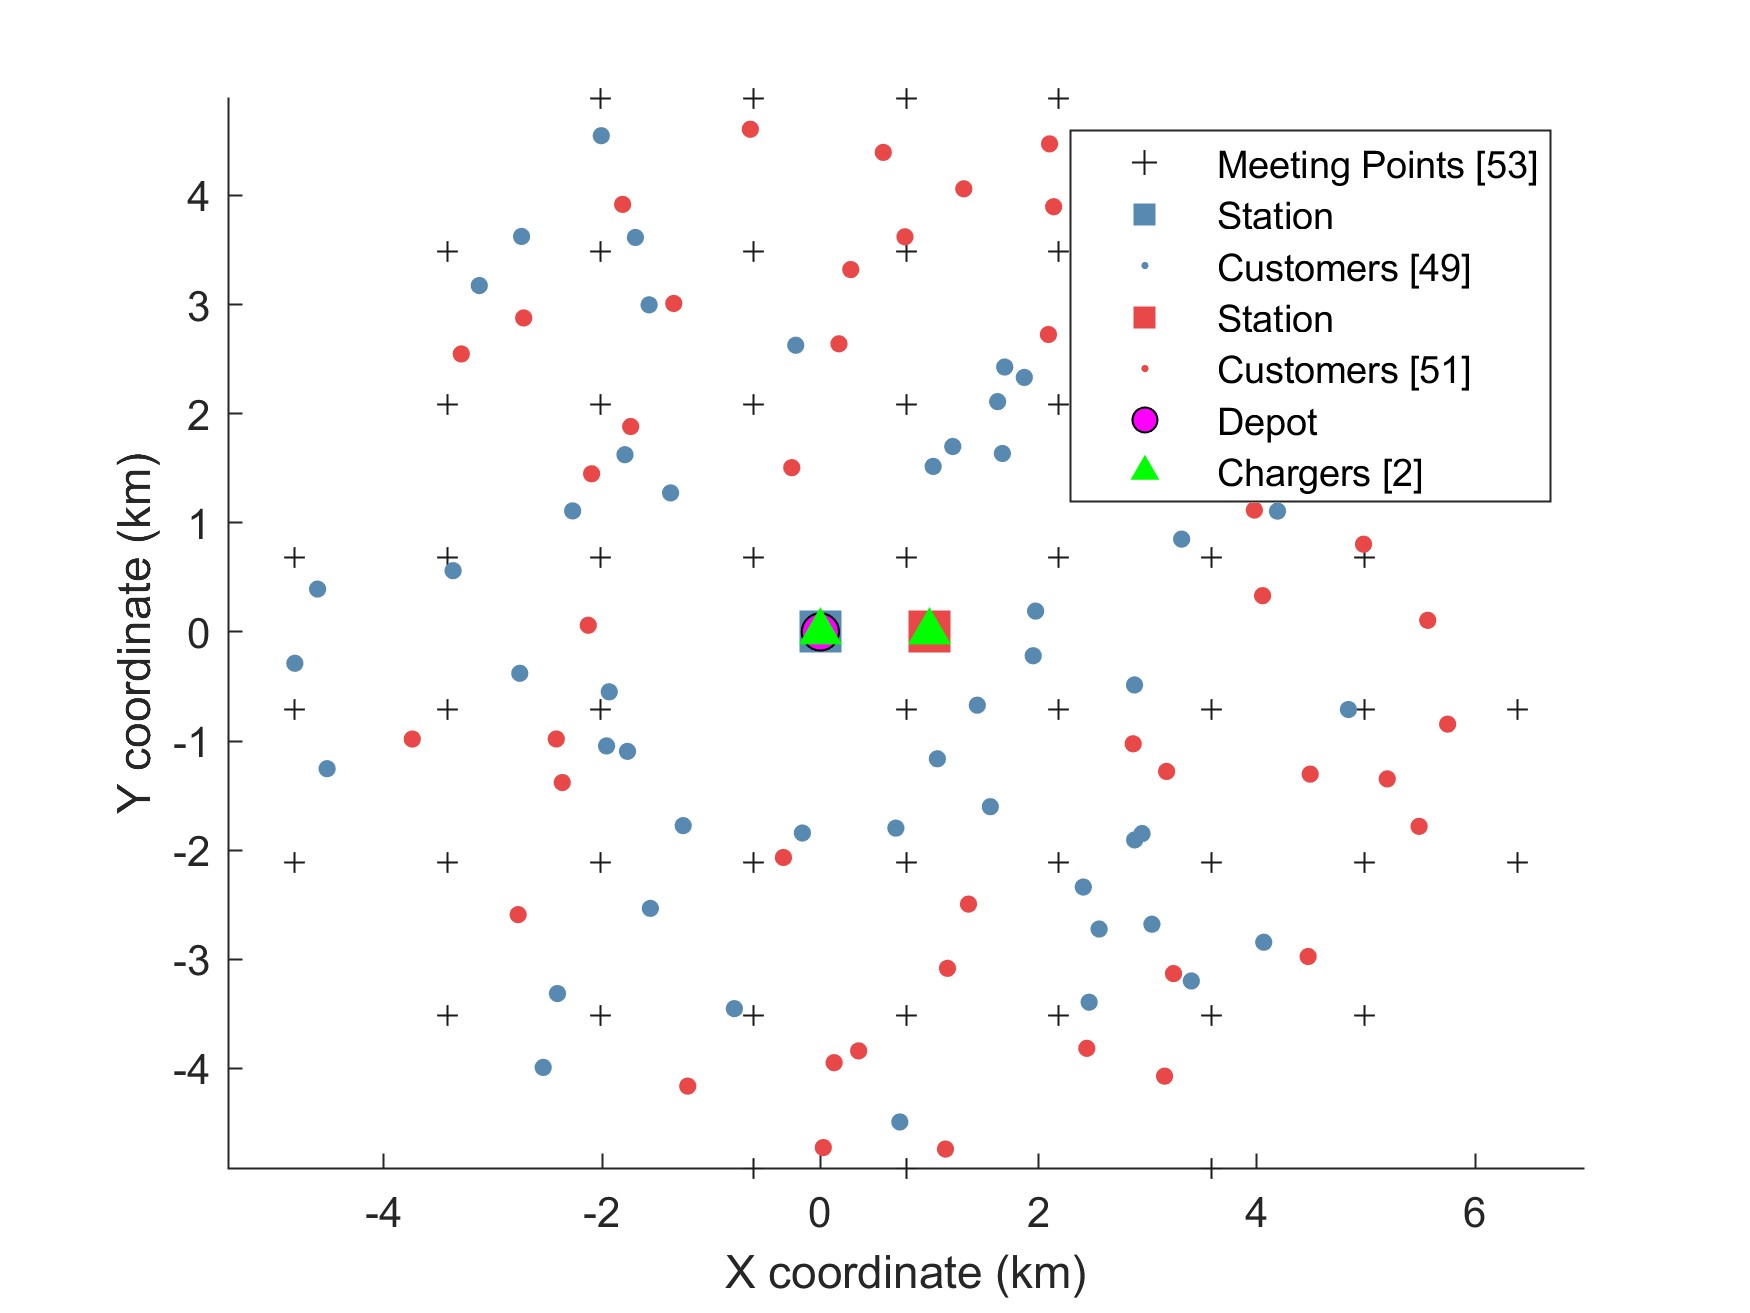 Meeting Points [53]
Station
Customers [49]
Station
Customers [51]
Depot
Chargers [2]
4
3
2
1
0
-1
-2
-3
-4
Y coordinate (km)
-4 -2 0 2 4 6
X coordinate (km)